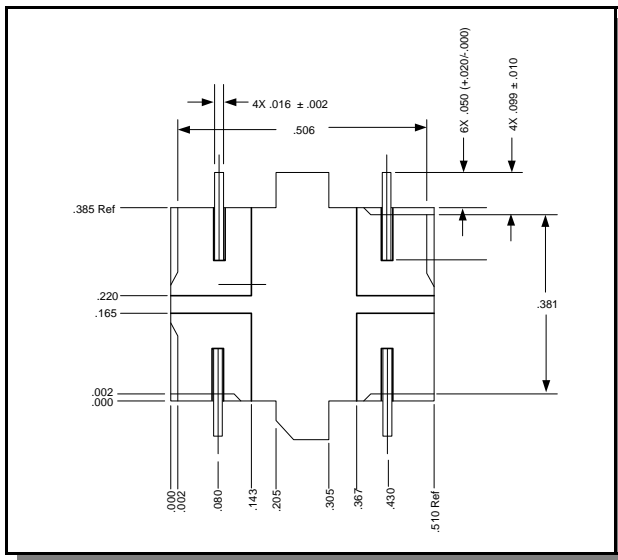 6X .050 (+.020/-.000)
4X .099 ± .010
4X .016 ± .002
.506
.385 Ref
.220
.381
.165
.002
.000
.000
.002
.080
.143
.205
.305
.367
.430
.510 Ref